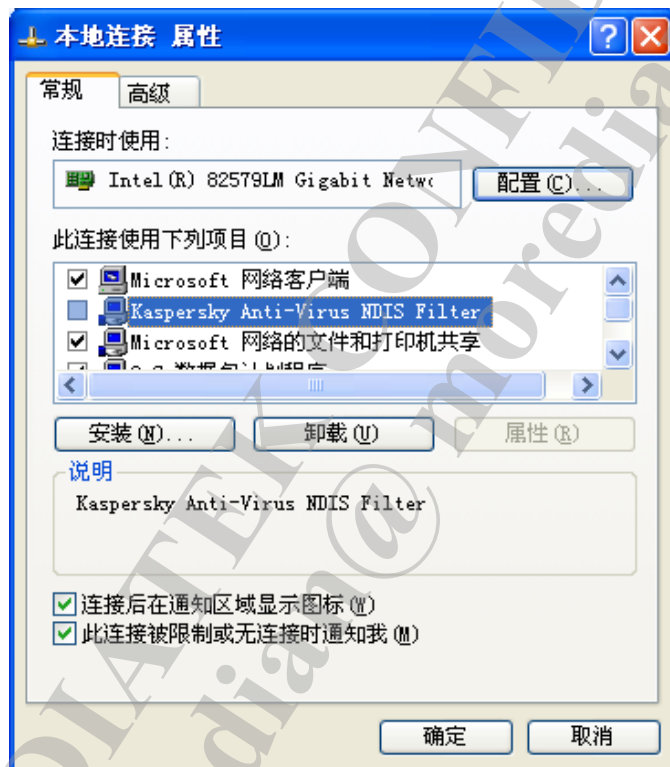 本地连接 属性
常规
高级
连接时使用:
Intel(R) 82579LM Gigabit Netwo
配置(C)...
此连接使用下列项目(O):
Microsoft 网络客户端
Kaspersky Anti-Virus NDIS Filter
Microsoft 网络的文件和打印机共享
安装(N)...
卸载(U)
属性(R)
说明
Kaspersky Anti-Virus NDIS Filter
连接后在通知区域显示图标(W)
此连接被限制或无连接时通知我(M)
确定
取消